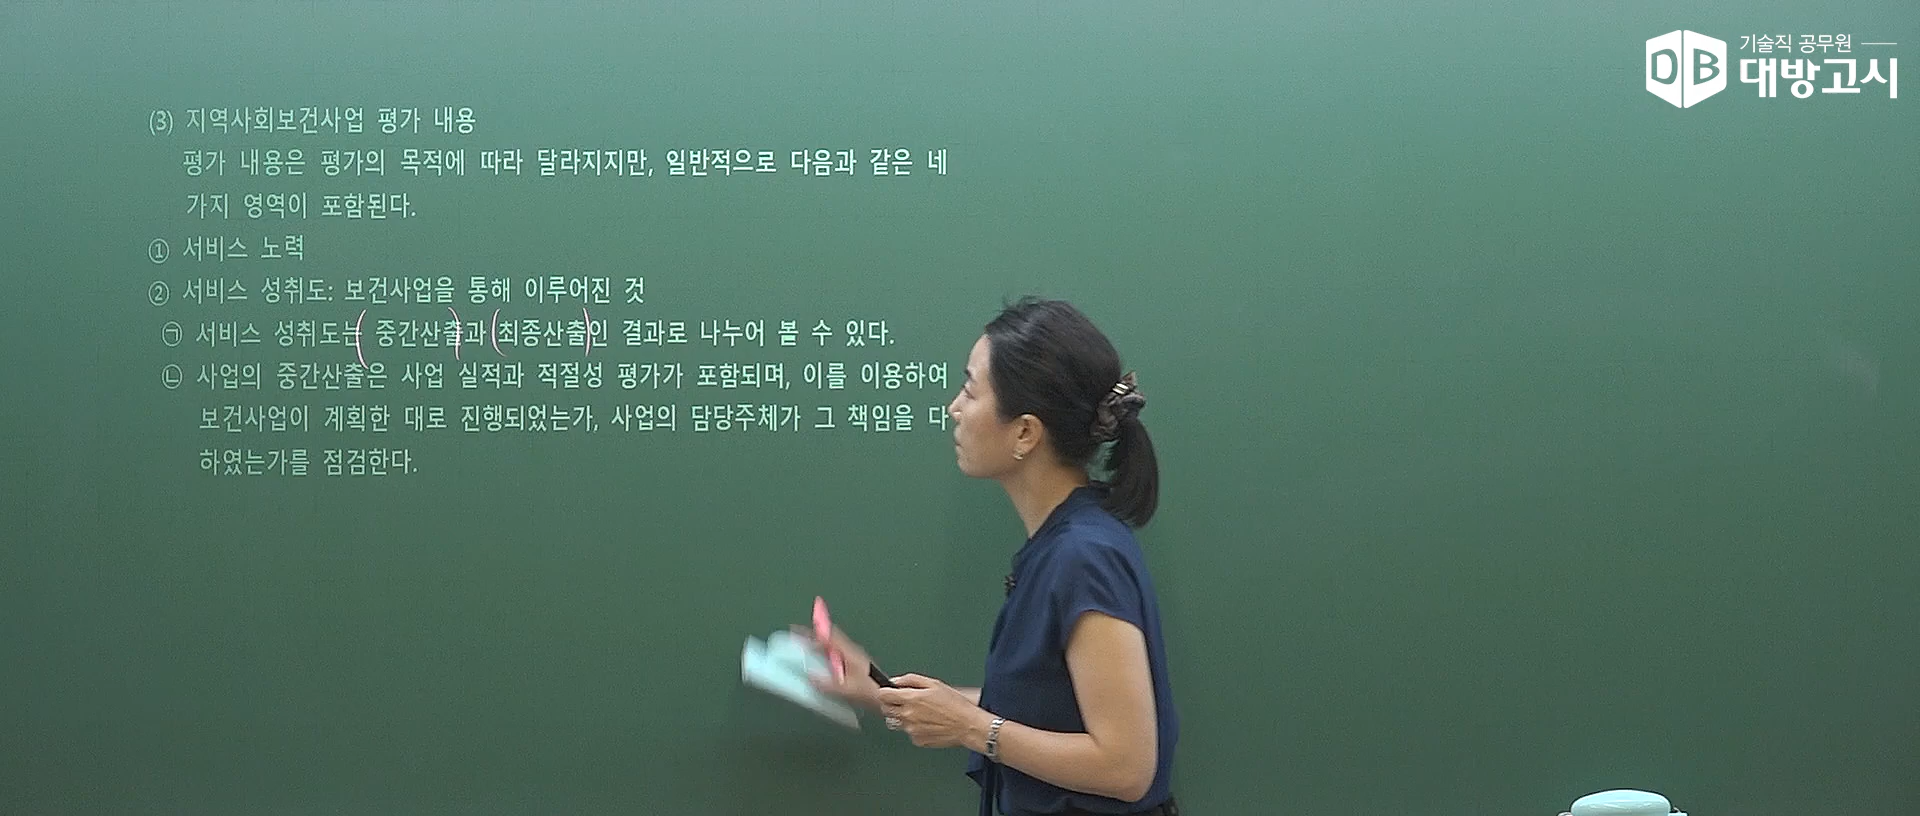 기술직 공무원
DB 대방고시
(3) 지역사회보건사업 평가 내용
평가 내용은 평가의 목적에 따라 달라지지만, 일반적으로 다음과 같은 네
가지 영역이 포함된다.
① 서비스 노력
② 서비스 성취도: 보건사업을 통해 이루어진 것
㉠ 서비스 성취도는 중간산출과 최종산출인 결과로 나누어 볼 수 있다.
㉡ 사업의 중간산출은 사업 실적과 적절성 평가가 포함되며, 이를 이용하여
보건사업이 계획한 대로 진행되었는가, 사업의 담당주체가 그 책임을 다
하였는가를 점검한다.